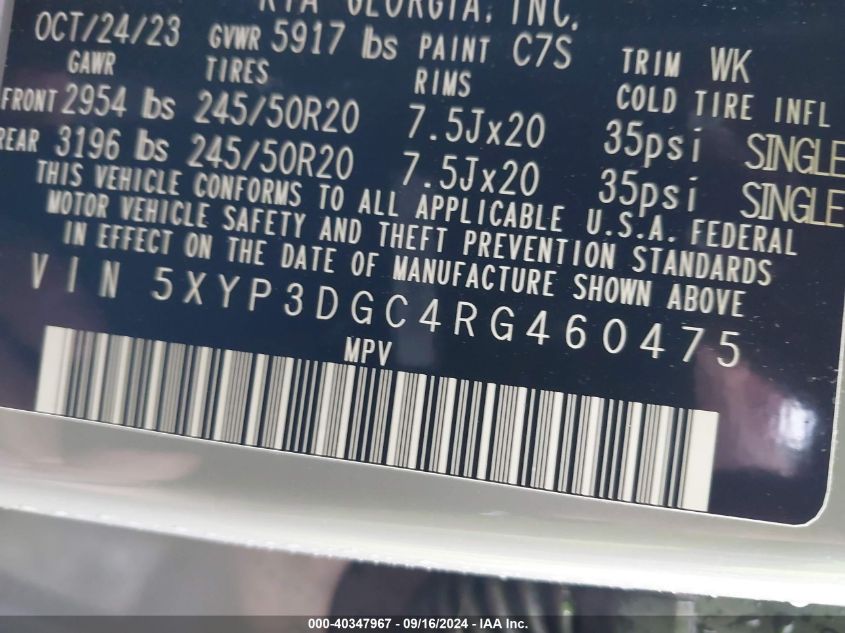 KIA GEORGIA, INC.
OCT/24/23 GVWR 5917 lbs PAINT C7S TRIM WK
GAWR TIRES RIMS COLD TIRE INFL
FRONT 2954 lbs 245/50R20 7.5Jx20 35psi SINGLE
REAR 3196 lbs 245/50R20 7.5Jx20 35psi SINGLE
THIS VEHICLE CONFORMS TO ALL APPLICABLE U.S.A. FEDERAL
MOTOR VEHICLE SAFETY AND THEFT PREVENTION STANDARDS
IN EFFECT ON THE DATE OF MANUFACTURE SHOWN ABOVE
VIN 5XYP3DGC4RG460475
MPV
000-40347967 - 09/16/2024 - IAA Inc.